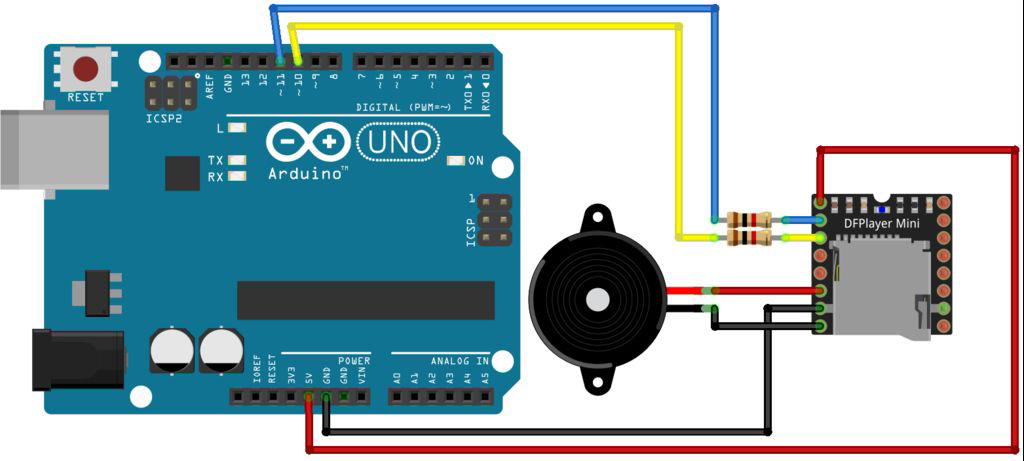 RESET
ICSP2
AREF
GND
13
12
~11
~10
~9
8
7
~6
~5
4
~3
2
TX0▶1
RX0◀0
DIGITAL (PWM=~)
L
TX
RX
Arduino™
UNO
ON
1
ICSP
DFPlayer Mini
POWER
ANALOG IN
IOREF
RESET
3V3
5V
GND
GND
VIN
A0
A1
A2
A3
A4
A5